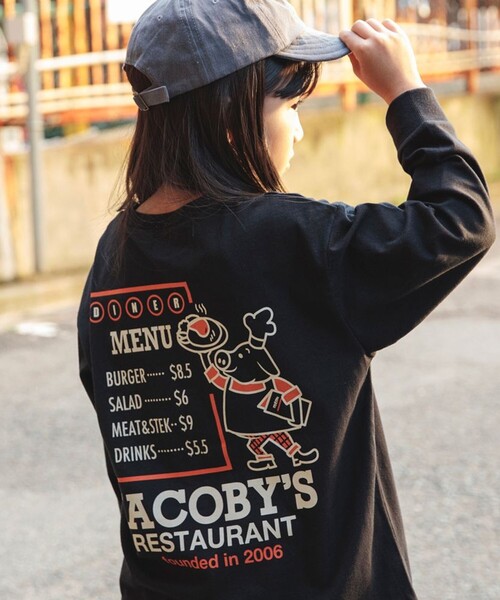 DINER
MENU
BURGER······ $8.5
SALAD ········· $6
MEAT&STEK·· $9
DRINKS ········ $5.5
ACOBY'S
RESTAURANT
founded in 2006